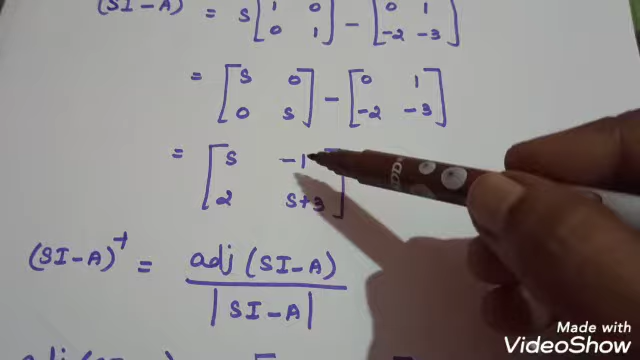 (SI-A) = S [1 0 0 1] - [0 1 -2 -3]
= [S 0 0 S] - [0 1 -2 -3]
= [S -1 2 S+3]
(SI-A)⁻¹ = adj (SI-A) / |SI-A|
Made with
VideoShow